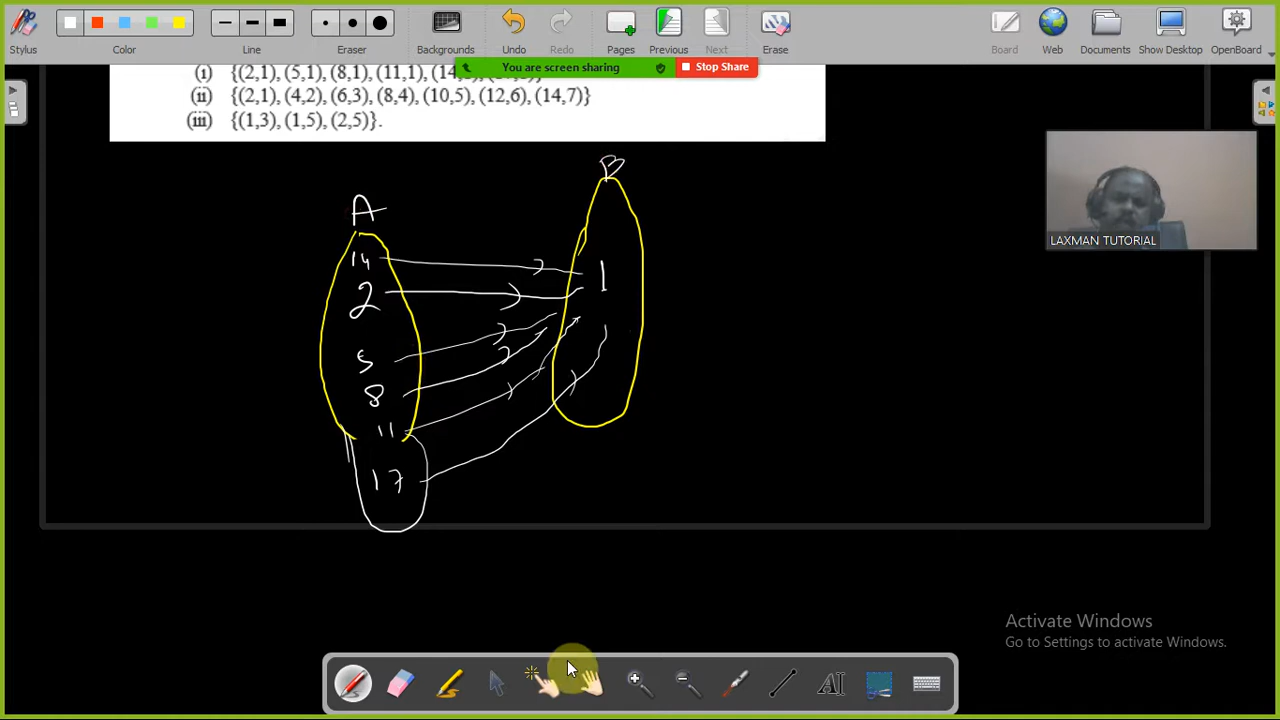 Stylus
Color
Line
Eraser
Backgrounds
Undo
Redo
Pages
Previous
Next
Erase
Board
Web
Documents
Show Desktop
OpenBoard
You are screen sharing
Stop Share
(i) {(2,1), (5,1), (8,1), (11,1),
(ii) {(2,1), (4,2), (6,3), (8,4), (10,5), (12,6), (14,7)}
(iii) {(1,3), (1,5), (2,5)}.
LAXMAN TUTORIAL
A
B
14
2
5
8
11
17
1
Activate Windows
Go to Settings to activate Windows.
AI